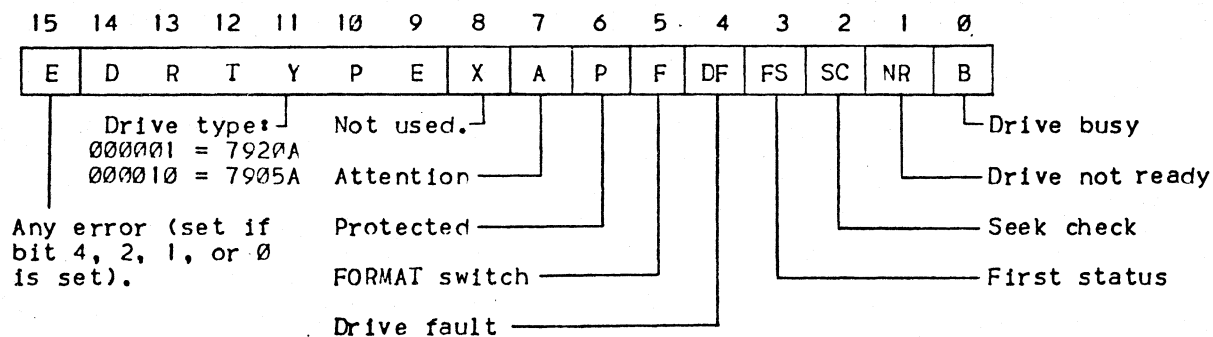 15 14 13 12 11 10 9 8 7 6 5 4 3 2 1 0
E D R T Y P E X A P F DF FS SC NR B
Drive type:
000001 = 7920A
000010 = 7905A
Not used.
Drive busy
Attention
Drive not ready
Any error (set if
bit 4, 2, 1, or 0
is set).
Protected
Seek check
FORMAT switch
First status
Drive fault